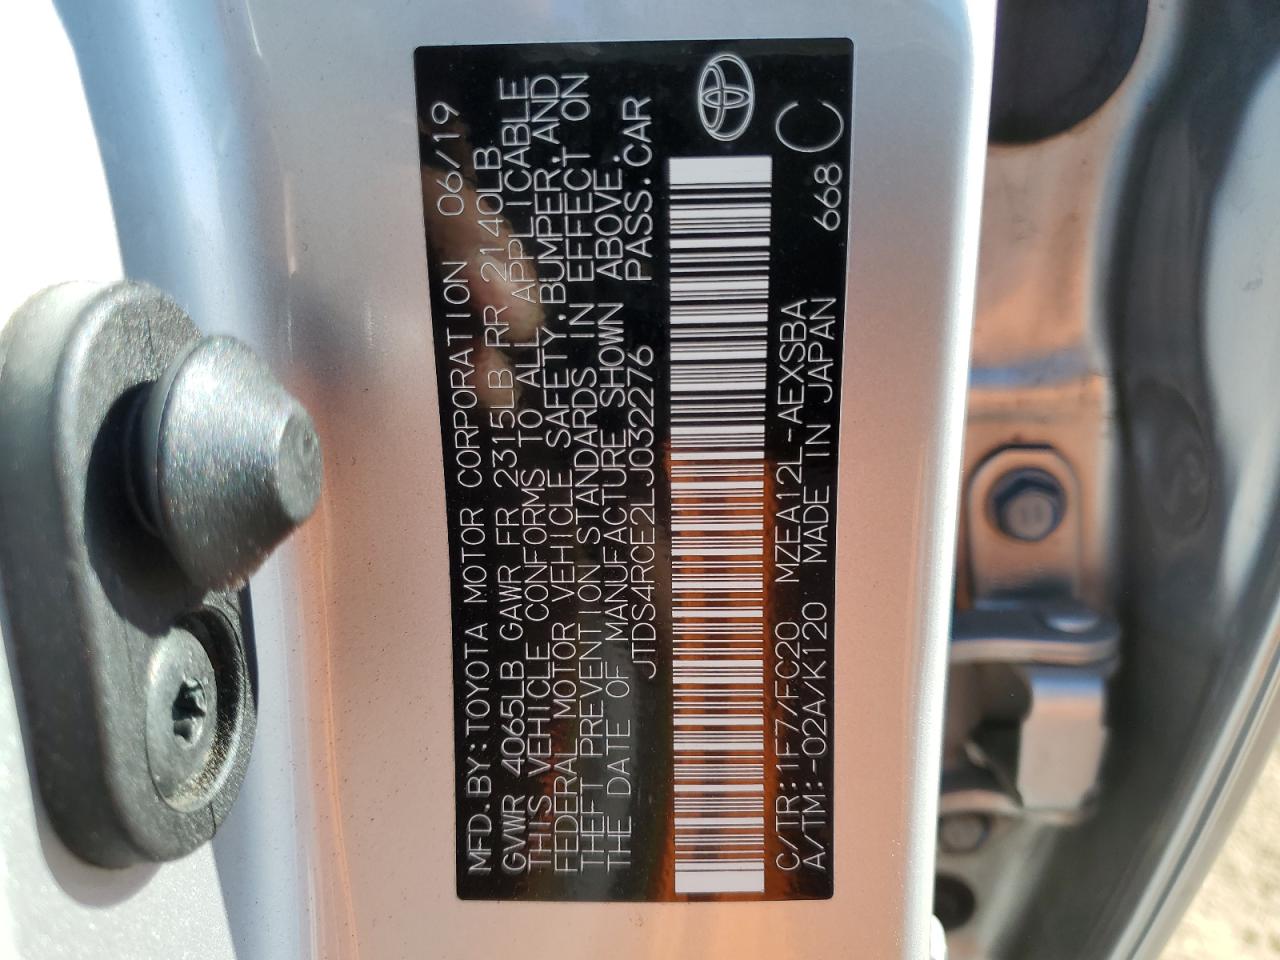 MFD.BY:TOYOTA MOTOR CORPORATION 06/19
GVWR 4065LB GAWR FR 2315LB RR 2140LB
THIS VEHICLE CONFORMS TO ALL APPLICABLE
FEDERAL MOTOR VEHICLE SAFETY,BUMPER,AND
THEFT PREVENTION STANDARDS IN EFFECT ON
THE DATE OF MANUFACTURE SHOWN ABOVE.
JTDS4RCE2LJ032276 PASS.CAR
C/TR:1F7/FC20 MZEA12L-AEXSBA
A/TM:-02A/K120 MADE IN JAPAN 668
C